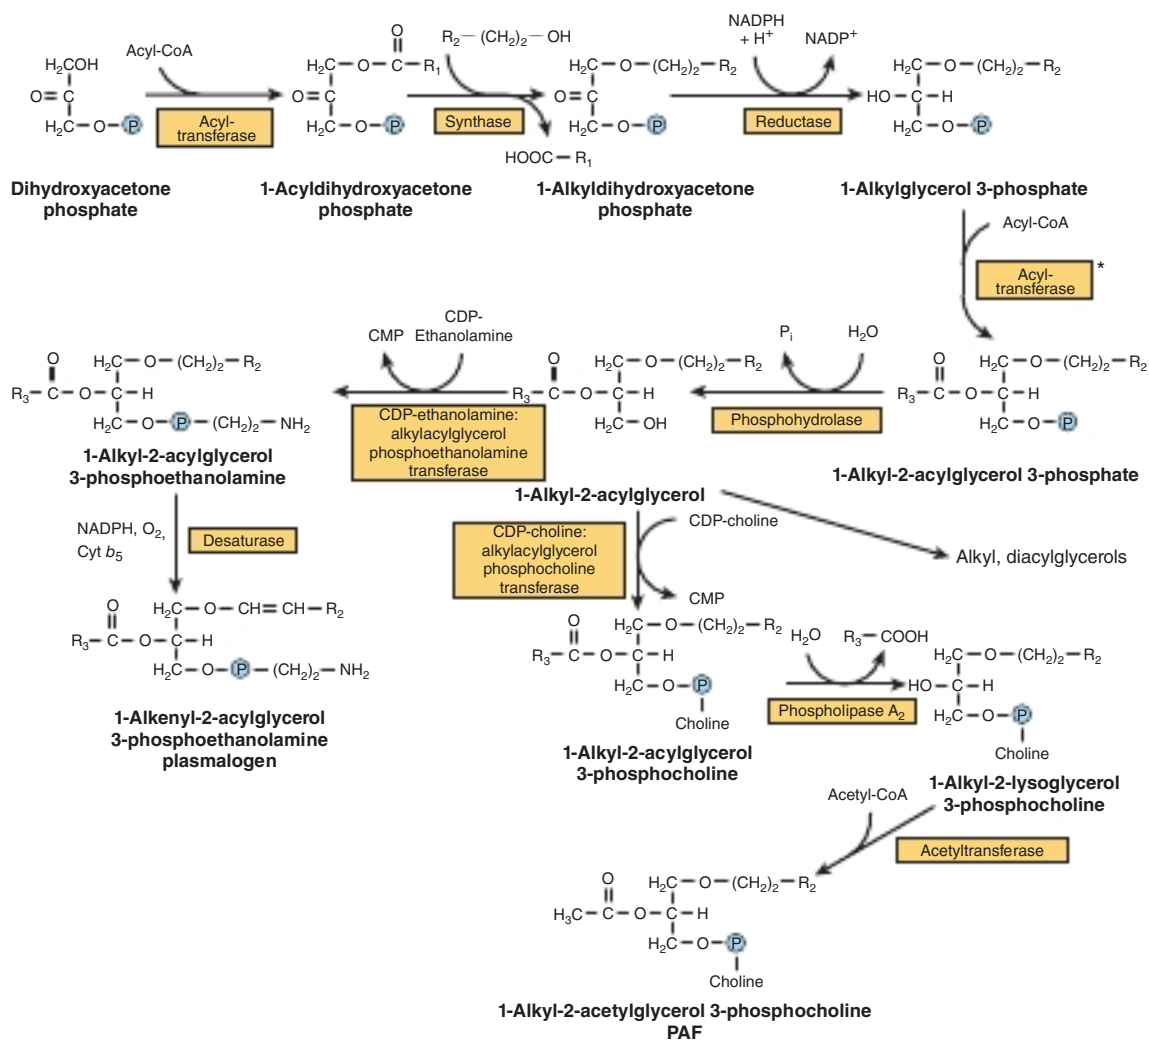 Acyl-CoA
H₂COH
O=C
H₂C—O—P
Acyl-
transferase
Dihydroxyacetone
phosphate
O
H₂C—O—C—R₁
O=C
H₂C—O—P
1-Acyldihydroxyacetone
phosphate
R₂—(CH₂)₂—OH
Synthase
HOOC—R₁
H₂C—O—(CH₂)₂—R₂
O=C
H₂C—O—P
1-Alkyldihydroxyacetone
phosphate
NADPH
+ H⁺
NADP⁺
Reductase
H₂C—O—(CH₂)₂—R₂
HO—C—H
H₂C—O—P
1-Alkylglycerol 3-phosphate
Acyl-CoA
Acyl-
transferase
*
O
H₂C—O—(CH₂)₂—R₂
R₃—C—O—C—H
H₂C—O—P
1-Alkyl-2-acylglycerol 3-phosphate
Pᵢ
H₂O
Phosphohydrolase
O
H₂C—O—(CH₂)₂—R₂
R₃—C—O—C—H
H₂C—OH
1-Alkyl-2-acylglycerol
CDP-
CMP Ethanolamine
CDP-ethanolamine:
alkylacylglycerol
phosphoethanolamine
transferase
O
H₂C—O—(CH₂)₂—R₂
R₃—C—O—C—H
H₂C—O—P—(CH₂)₂—NH₂
1-Alkyl-2-acylglycerol
3-phosphoethanolamine
NADPH, O₂,
Cyt b₅
Desaturase
O
H₂C—O—CH=CH—R₂
R₃—C—O—C—H
H₂C—O—P—(CH₂)₂—NH₂
1-Alkenyl-2-acylglycerol
3-phosphoethanolamine
plasmalogen
CDP-choline:
alkylacylglycerol
phosphocholine
transferase
CDP-choline
CMP
Alkyl, diacylglycerols
O
H₂C—O—(CH₂)₂—R₂
R₃—C—O—C—H
H₂C—O—P
Choline
1-Alkyl-2-acylglycerol
3-phosphocholine
H₂O
R₃—COOH
Phospholipase A₂
H₂C—O—(CH₂)₂—R₂
HO—C—H
H₂C—O—P
Choline
1-Alkyl-2-lysoglycerol
3-phosphocholine
Acetyl-CoA
Acetyltransferase
O
H₂C—O—(CH₂)₂—R₂
H₃C—C—O—C—H
H₂C—O—P
Choline
1-Alkyl-2-acetylglycerol 3-phosphocholine
PAF